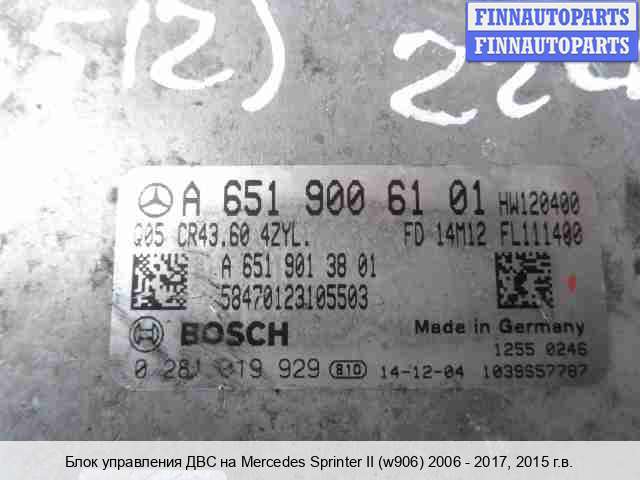 FINNAUTOPARTS
FINNAUTOPARTS
512) 220
A 651 900 61 01 HW120400
Q05 CR43.60 4ZYL. FD 14M12 FL111400
A 651 901 38 01
58470123105503
BOSCH
Made in Germany
1255 0246
0 281 019 929 810 14-12-04 1039S57787
Блок управления ДВС на Mercedes Sprinter II (w906) 2006 - 2017, 2015 г.в.